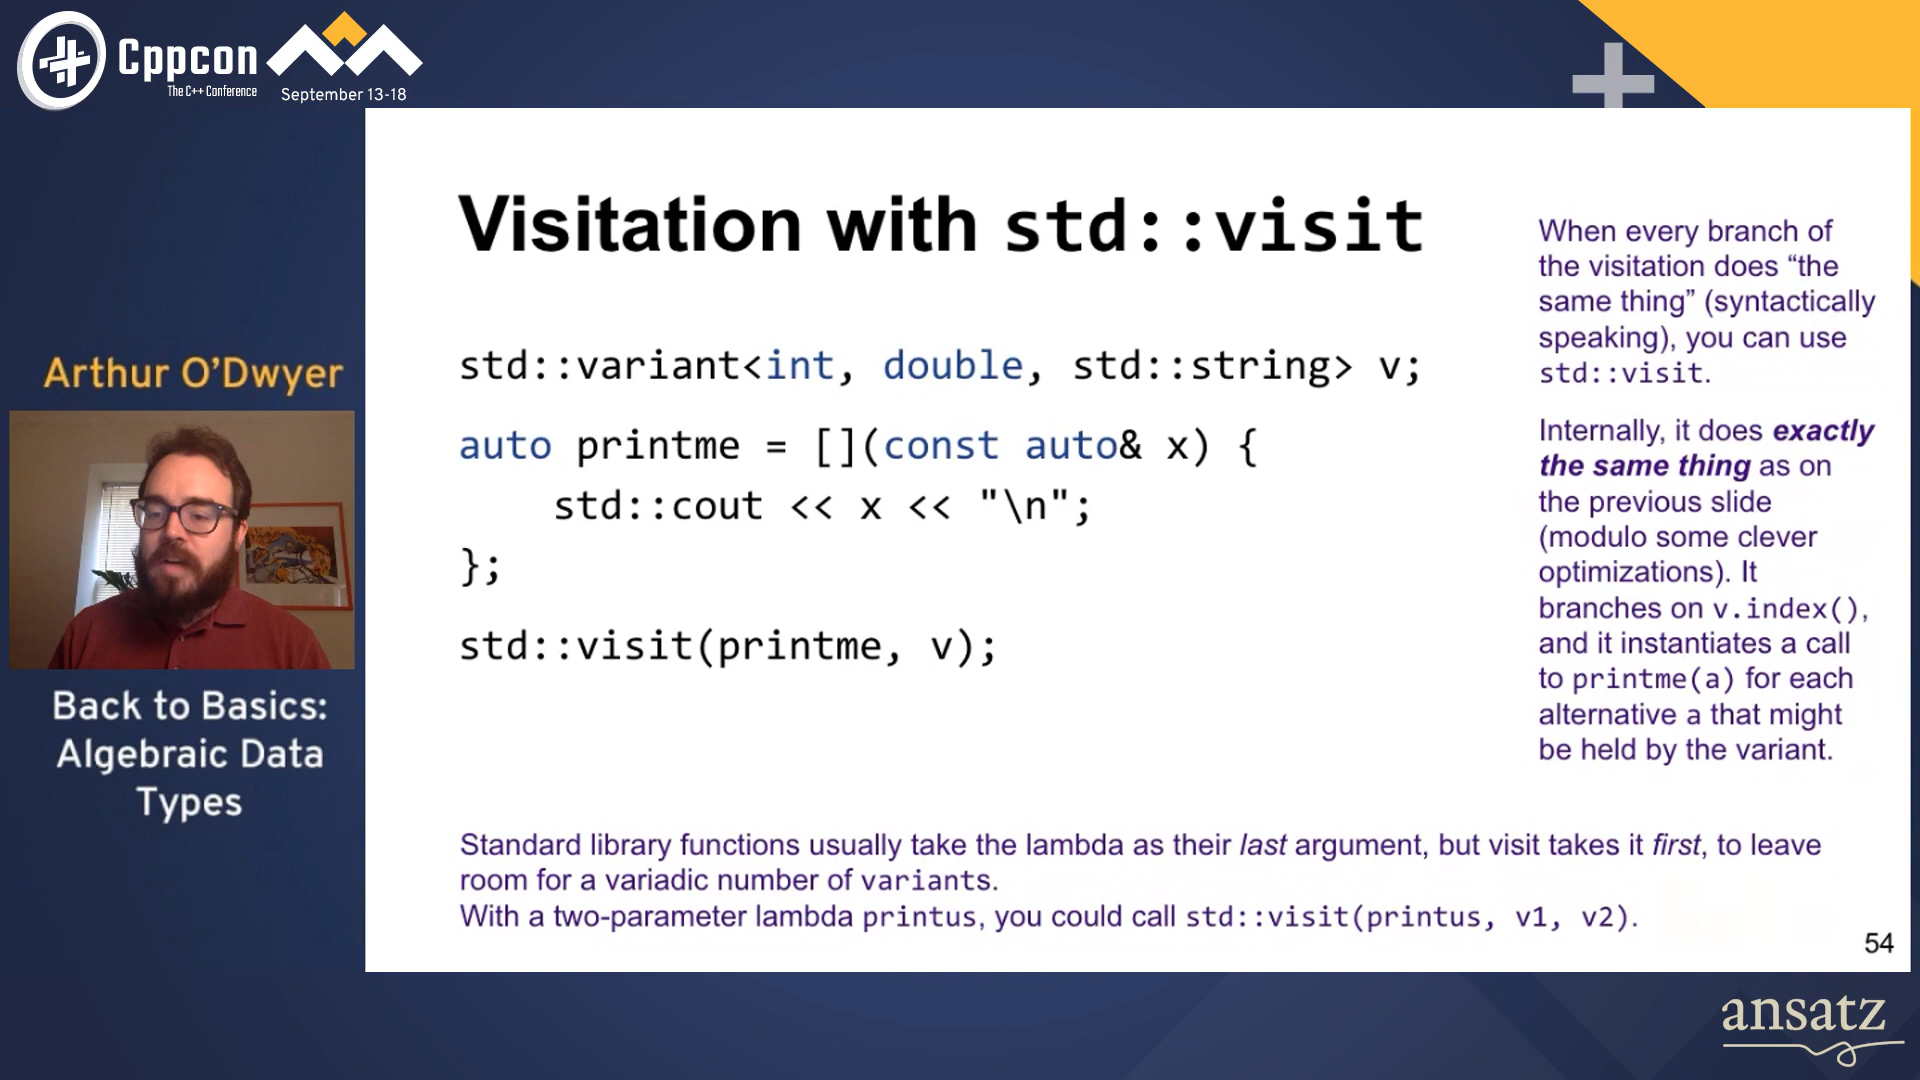 Cppcon
The C++ Conference
September 13-18
Arthur O'Dwyer
Back to Basics:
Algebraic Data
Types
Visitation with std::visit
std::variant<int, double, std::string> v;
auto printme = [](const auto& x) {
    std::cout << x << "\n";
};
std::visit(printme, v);
When every branch of
the visitation does “the
same thing” (syntactically
speaking), you can use
std::visit.
Internally, it does exactly
the same thing as on
the previous slide
(modulo some clever
optimizations). It
branches on v.index(),
and it instantiates a call
to printme(a) for each
alternative a that might
be held by the variant.
Standard library functions usually take the lambda as their last argument, but visit takes it first, to leave
room for a variadic number of variants.
With a two-parameter lambda printus, you could call std::visit(printus, v1, v2).
54
ansatz